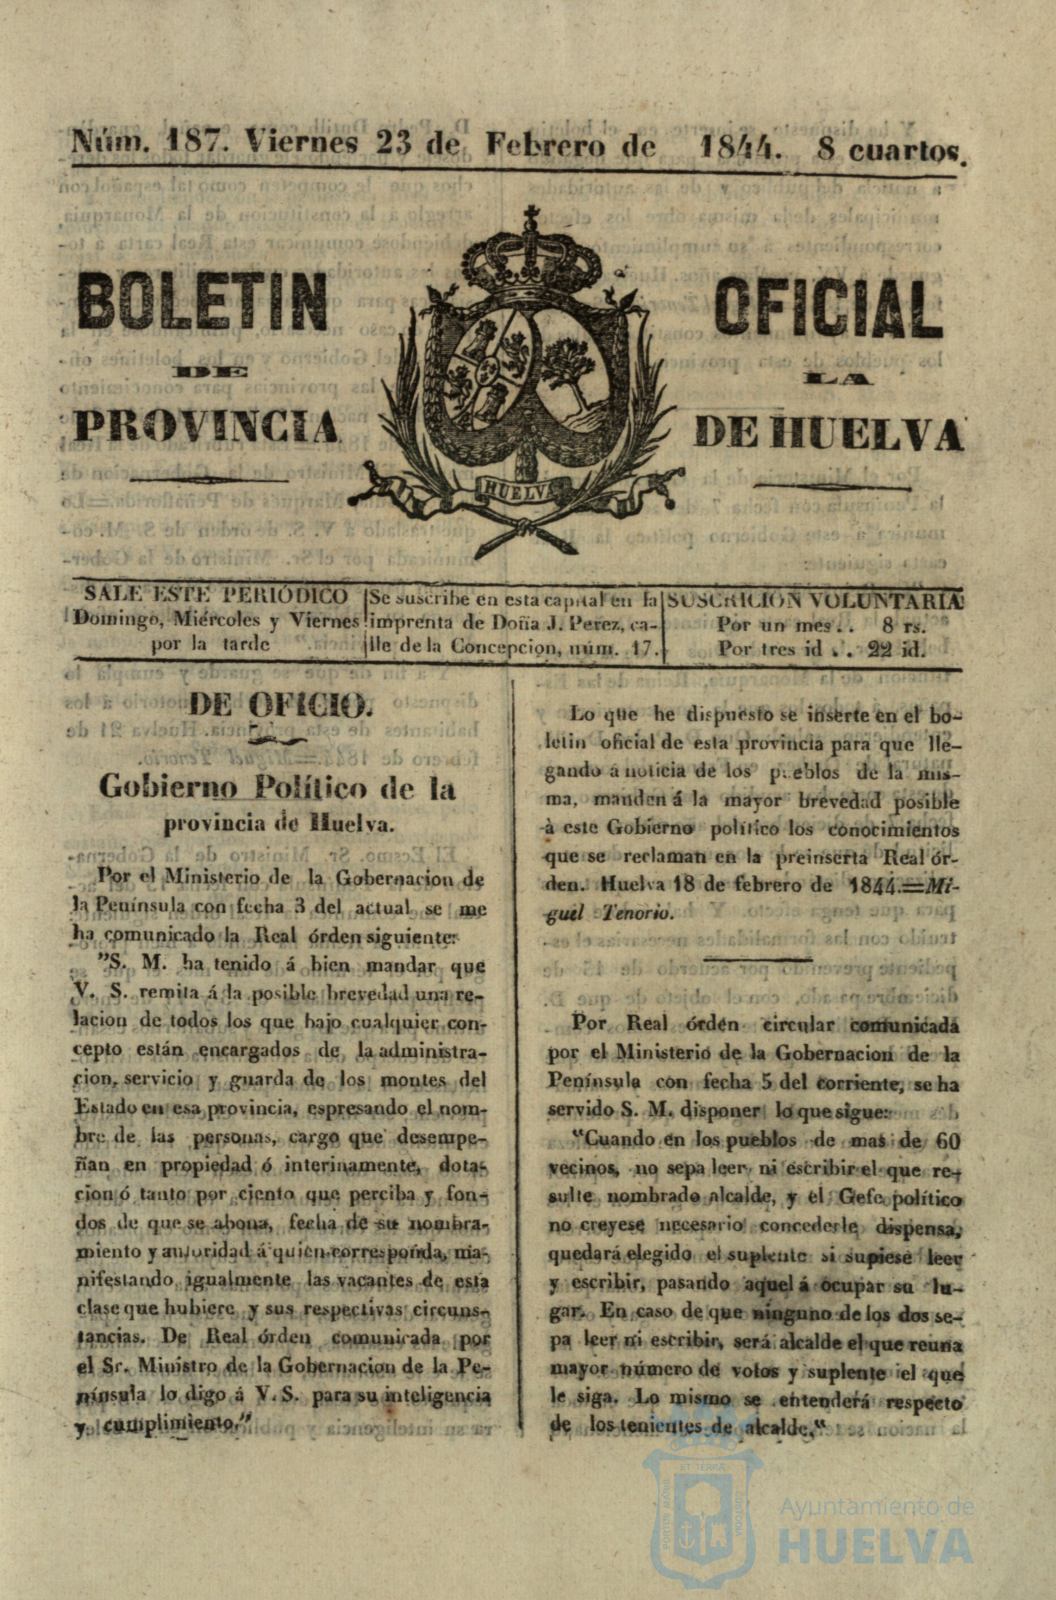 Núm. 187. Viernes 23 de Febrero de 1844. 8 cuartos.
BOLETIN OFICIAL
DE LA
PROVINCIA DE HUELVA
HUELVA
SALE ESTE PERIÓDICO
Domingo, Miércoles y Viernes
por la tarde
Se suscribe en esta capital en la
imprenta de Doña J. Perez, ca-
lle de la Concepcion, núm. 17.
SUSCRICION VOLUNTARIA
Por un mes.. 8 rs.
Por tres id .. 22 id.
DE OFICIO.
Gobierno Político de la
provincia de Huelva.
Por el Ministerio de la Gobernacion de
la Península con fecha 3 del actual se me
ha comunicado la Real órden siguiente:
"S. M. ha tenido á bien mandar que
V. S. remita á la posible brevedad una re-
lacion de todos los que bajo cualquier con-
cepto están encargados de la administra-
cion, servicio y guarda de los montes del
Estado en esa provincia, espresando el nom-
bre de las personas, cargo que desempe-
ñan en propiedad ó interinamente, dota-
cion ó tanto por ciento que perciba y fon-
dos de que se abona, fecha de su nombra-
miento y autoridad á quien corresponda, ma-
nifestando igualmente las vacantes de esta
clase que hubiere y sus respectivas circuns-
tancias. De Real órden comunicada por
el Sr. Ministro de la Gobernacion de la Pe-
nínsula lo digo á V. S. para su inteligencia
y cumplimiento."
Lo que he dispuesto se inserte en el bo-
letin oficial de esta provincia para que lle-
gando á noticia de los pueblos de la mis-
ma, manden á la mayor brevedad posible
á este Gobierno político los conocimientos
que se reclaman en la preinserta Real ór-
den. Huelva 18 de febrero de 1844.=Mi-
guel Tenorio.
Por Real órden circular comunicada
por el Ministerio de la Gobernacion de la
Península con fecha 5 del corriente, se ha
servido S. M. disponer lo que sigue:
"Cuando en los pueblos de mas de 60
vecinos, no sepa leer ni escribir el que re-
sulte nombrado alcalde, y el Gefe político
no creyese necesario concederle dispensa,
quedará elegido el suplente si supiese leer
y escribir, pasando aquel á ocupar su lu-
gar. En caso de que ninguno de los dos se-
pa leer ni escribir, será alcalde el que reuna
mayor número de votos y suplente el que
le siga. Lo mismo se entenderá respecto
de los tenientes de alcalde."
Ayuntamiento de
HUELVA